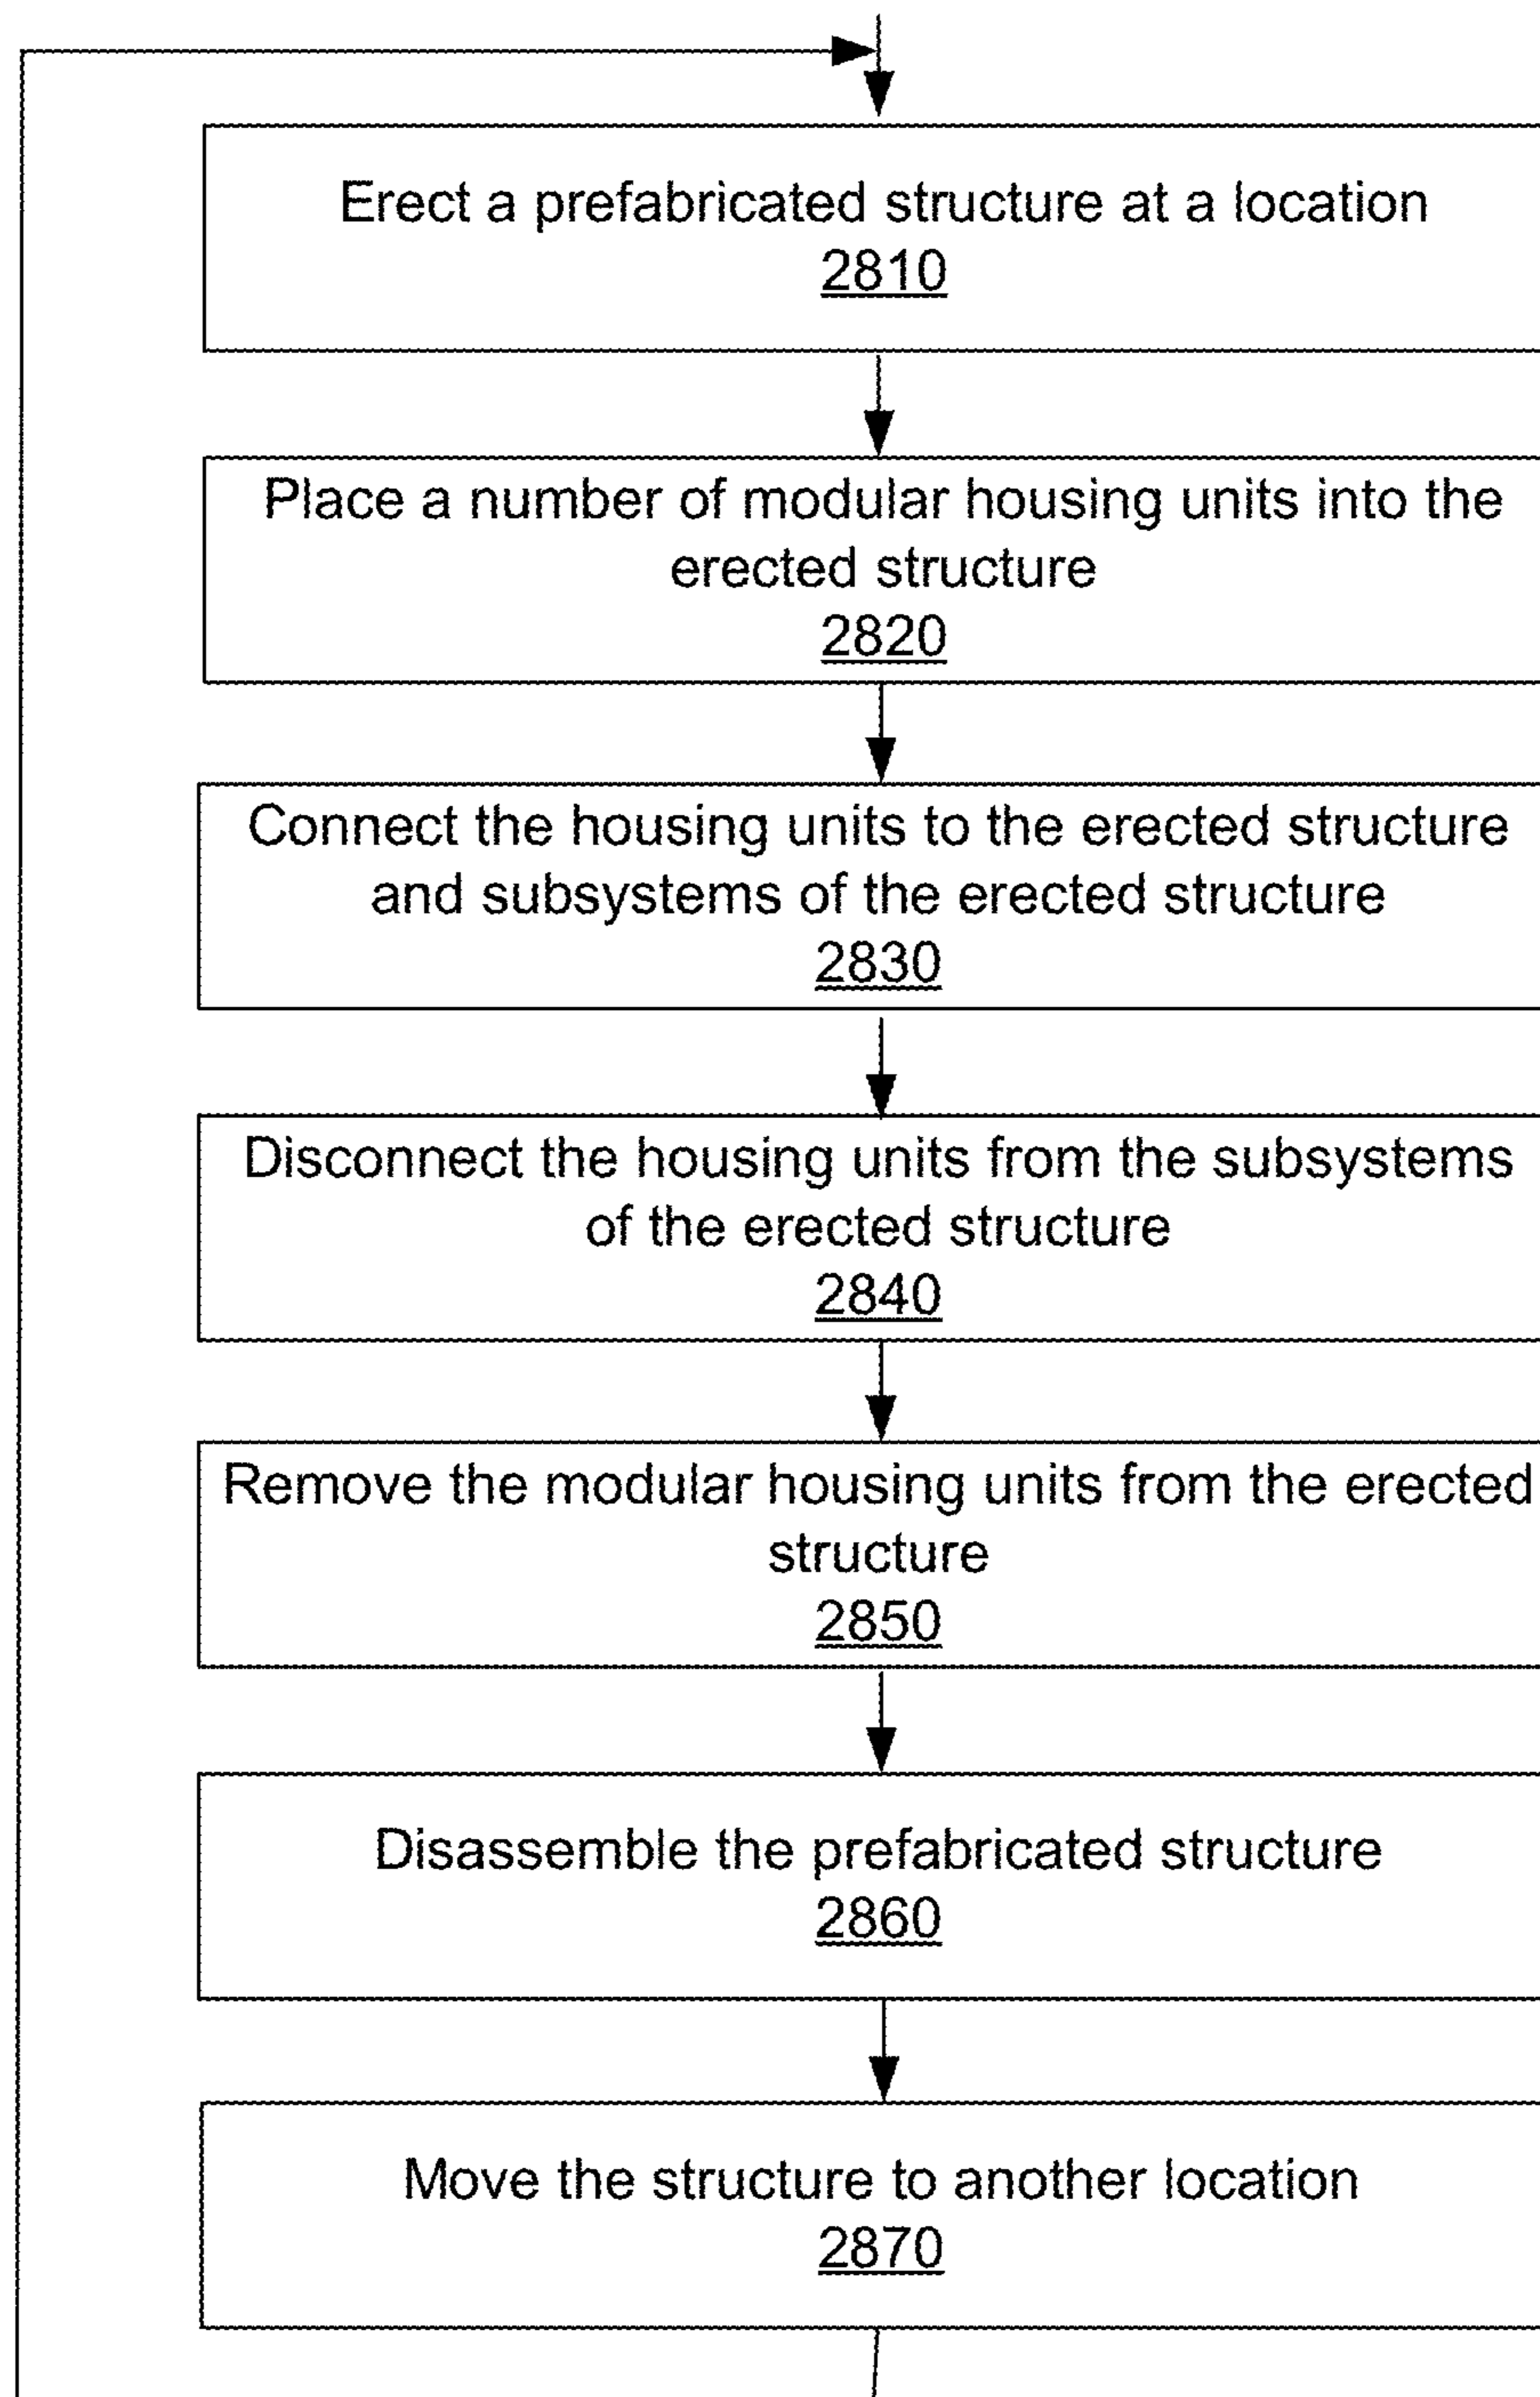 Erect a prefabricated structure at a location
2810
Place a number of modular housing units into the
erected structure
2820
Connect the housing units to the erected structure
and subsystems of the erected structure
2830
Disconnect the housing units from the subsystems
of the erected structure
2840
Remove the modular housing units from the erected
structure
2850
Disassemble the prefabricated structure
2860
Move the structure to another location
2870